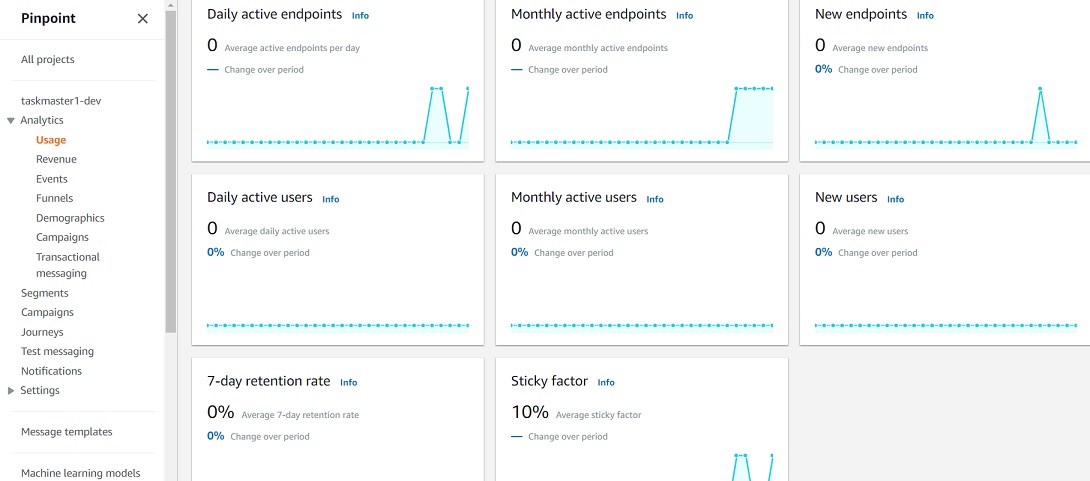 Pinpoint
All projects
taskmaster1-dev
Analytics
Usage
Revenue
Events
Funnels
Demographics
Campaigns
Transactional
messaging
Segments
Campaigns
Journeys
Test messaging
Notifications
Settings
Message templates
Machine learning models
Daily active endpoints Info
0 Average active endpoints per day
— Change over period
Monthly active endpoints Info
0 Average monthly active endpoints
— Change over period
New endpoints Info
0 Average new endpoints
0% Change over period
Daily active users Info
0 Average daily active users
0% Change over period
Monthly active users Info
0 Average monthly active users
0% Change over period
New users Info
0 Average new users
0% Change over period
7-day retention rate Info
0% Average 7-day retention rate
0% Change over period
Sticky factor Info
10% Average sticky factor
— Change over period